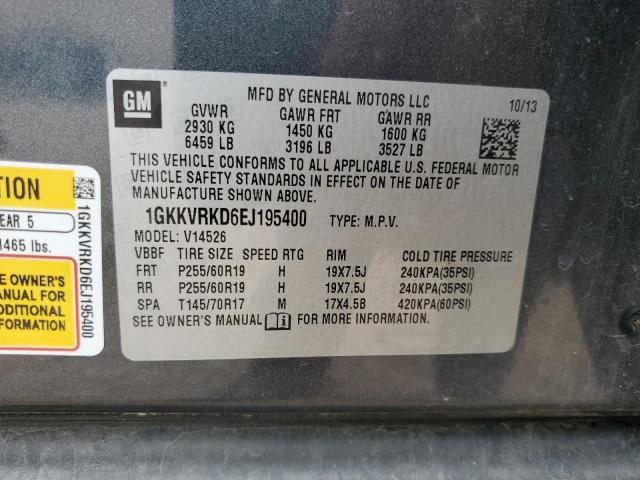 TION
EAR 5
1465 lbs.
E OWNER'S
MANUAL FOR
INFORMATION
1GKKVRKD6EJ195400
GM
MFD BY GENERAL MOTORS LLC
10/13
GVWR GAWR FRT GAWR RR
2930 KG 1450 KG 1600 KG
6459 LB 3196 LB 3527 LB
THIS VEHICLE CONFORMS TO ALL APPLICABLE U.S. FEDERAL MOTOR
VEHICLE SAFETY STANDARDS IN EFFECT ON THE DATE OF
MANUFACTURE SHOWN ABOVE.
1GKKVRKD6EJ195400 TYPE: M.P.V.
MODEL: V14526
VBBF TIRE SIZE SPEED RTG RIM COLD TIRE PRESSURE
FRT P255/60R19 H 19X7.5J 240KPA(35PSI)
RR P255/60R19 H 19X7.5J 240KPA(35PSI)
SPA T145/70R17 M 17X4.5B 420KPA(60PSI)
SEE OWNER'S MANUAL FOR MORE INFORMATION.